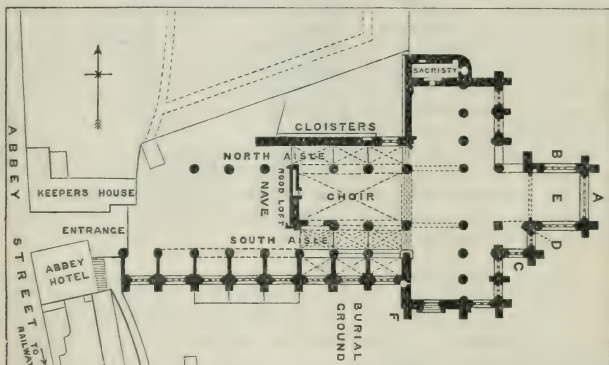 SACRISTY
CLOISTERS
NORTH AISLE
ROOD LOFT
NAVE
CHOIR
SOUTH AISLE
KEEPERS HOUSE
ENTRANCE
ABBEY
HOTEL
ABBEY STREET
TO
RAILWAY
BURIAL
GROUND
A
B
C
D
E
F